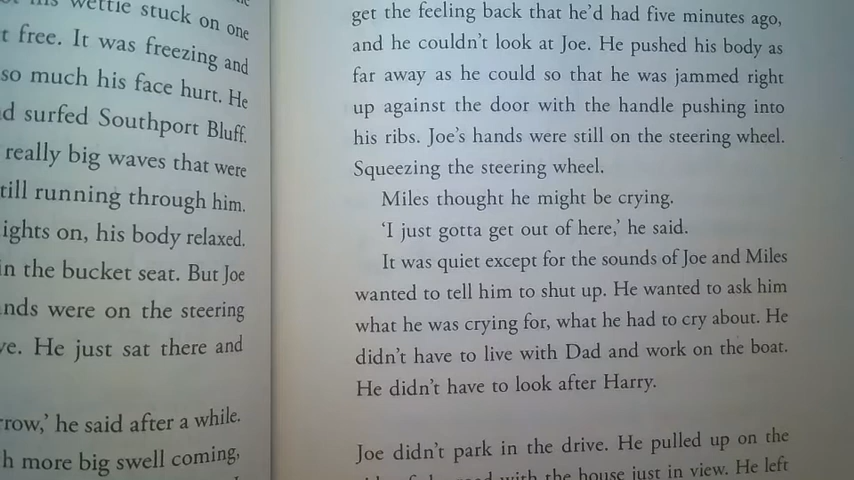 wettie stuck on one
free. It was freezing and
so much his face hurt. He
surfed Southport Bluff.
really big waves that were
till running through him.
ights on, his body relaxed.
in the bucket seat. But Joe
nds were on the steering
ve. He just sat there and
rrow,' he said after a while.
h more big swell coming,
get the feeling back that he'd had five minutes ago,
and he couldn't look at Joe. He pushed his body as
far away as he could so that he was jammed right
up against the door with the handle pushing into
his ribs. Joe's hands were still on the steering wheel.
Squeezing the steering wheel.
Miles thought he might be crying.
'I just gotta get out of here,' he said.
It was quiet except for the sounds of Joe and Miles
wanted to tell him to shut up. He wanted to ask him
what he was crying for, what he had to cry about. He
didn't have to live with Dad and work on the boat.
He didn't have to look after Harry.
Joe didn't park in the drive. He pulled up on the
with the house just in view. He left